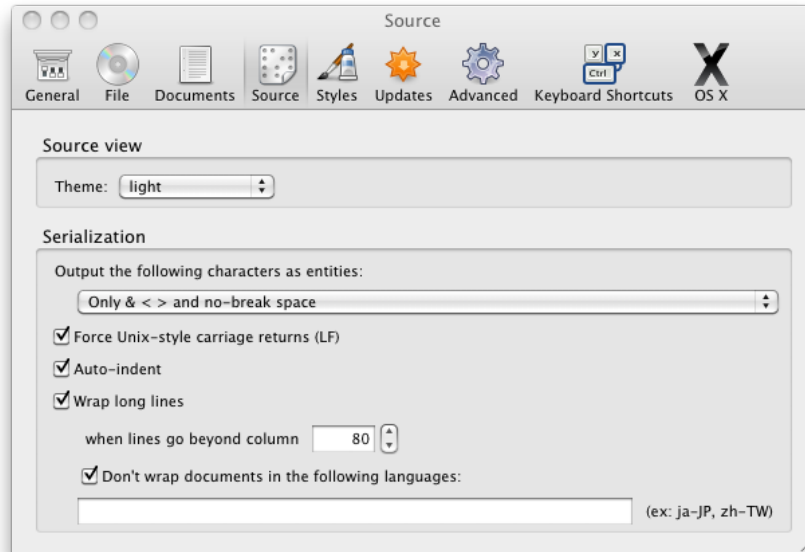 Source
General File Documents Source Styles Updates Advanced Keyboard Shortcuts OS X
y x
Ctrl
Source view
Theme: light
Serialization
Output the following characters as entities:
Only & < > and no-break space
Force Unix-style carriage returns (LF)
Auto-indent
Wrap long lines
when lines go beyond column 80
Don't wrap documents in the following languages:
(ex: ja-JP, zh-TW)